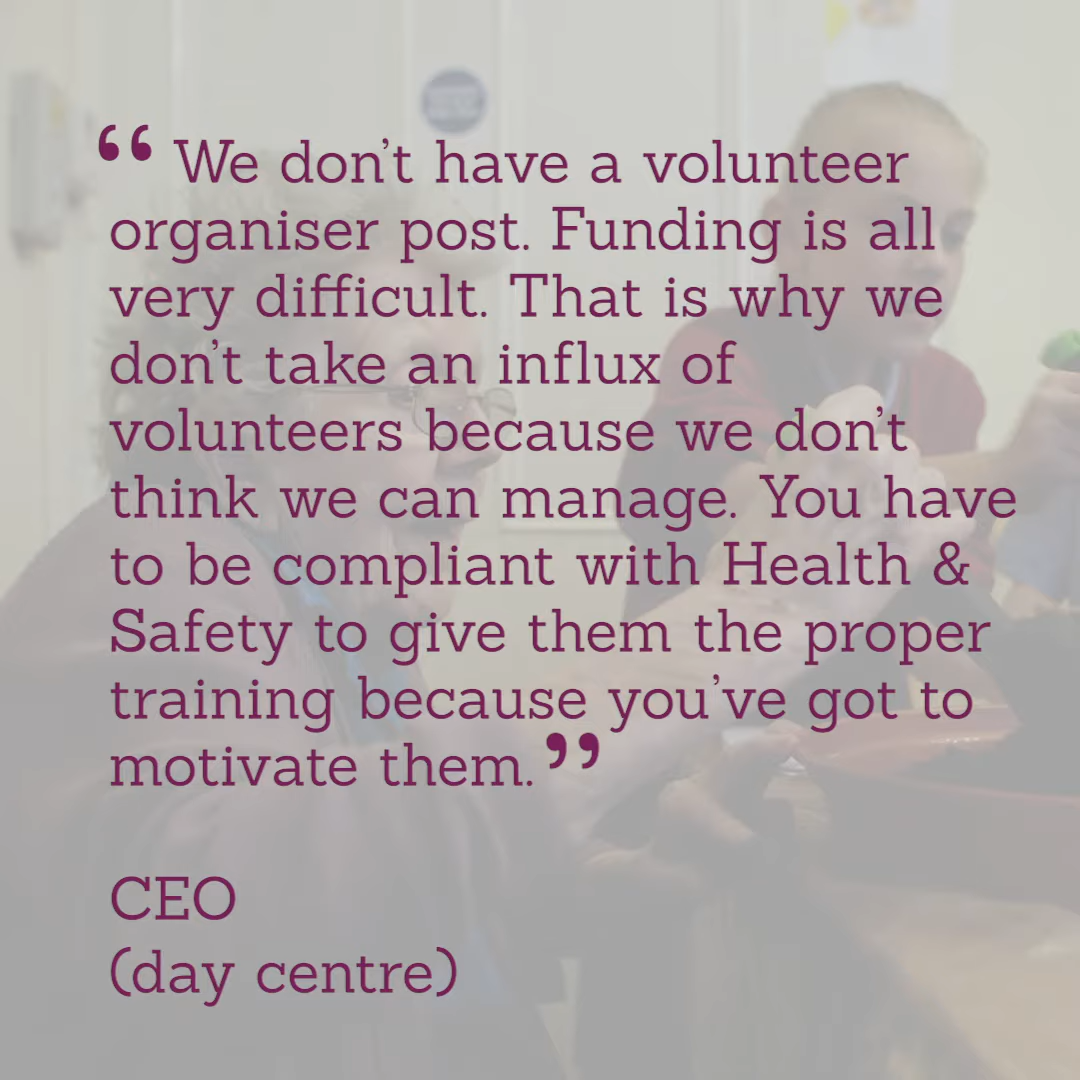 “ We don’t have a volunteer
organiser post. Funding is all
very difficult. That is why we
don’t take an influx of
volunteers because we don’t
think we can manage. You have
to be compliant with Health &
Safety to give them the proper
training because you’ve got to
motivate them.”
CEO
(day centre)